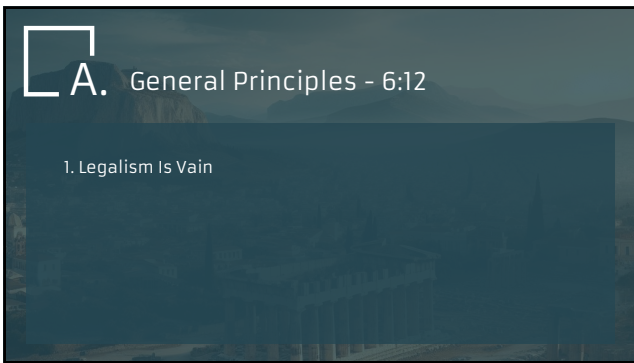 A. General Principles - 6:12
1. Legalism Is Vain